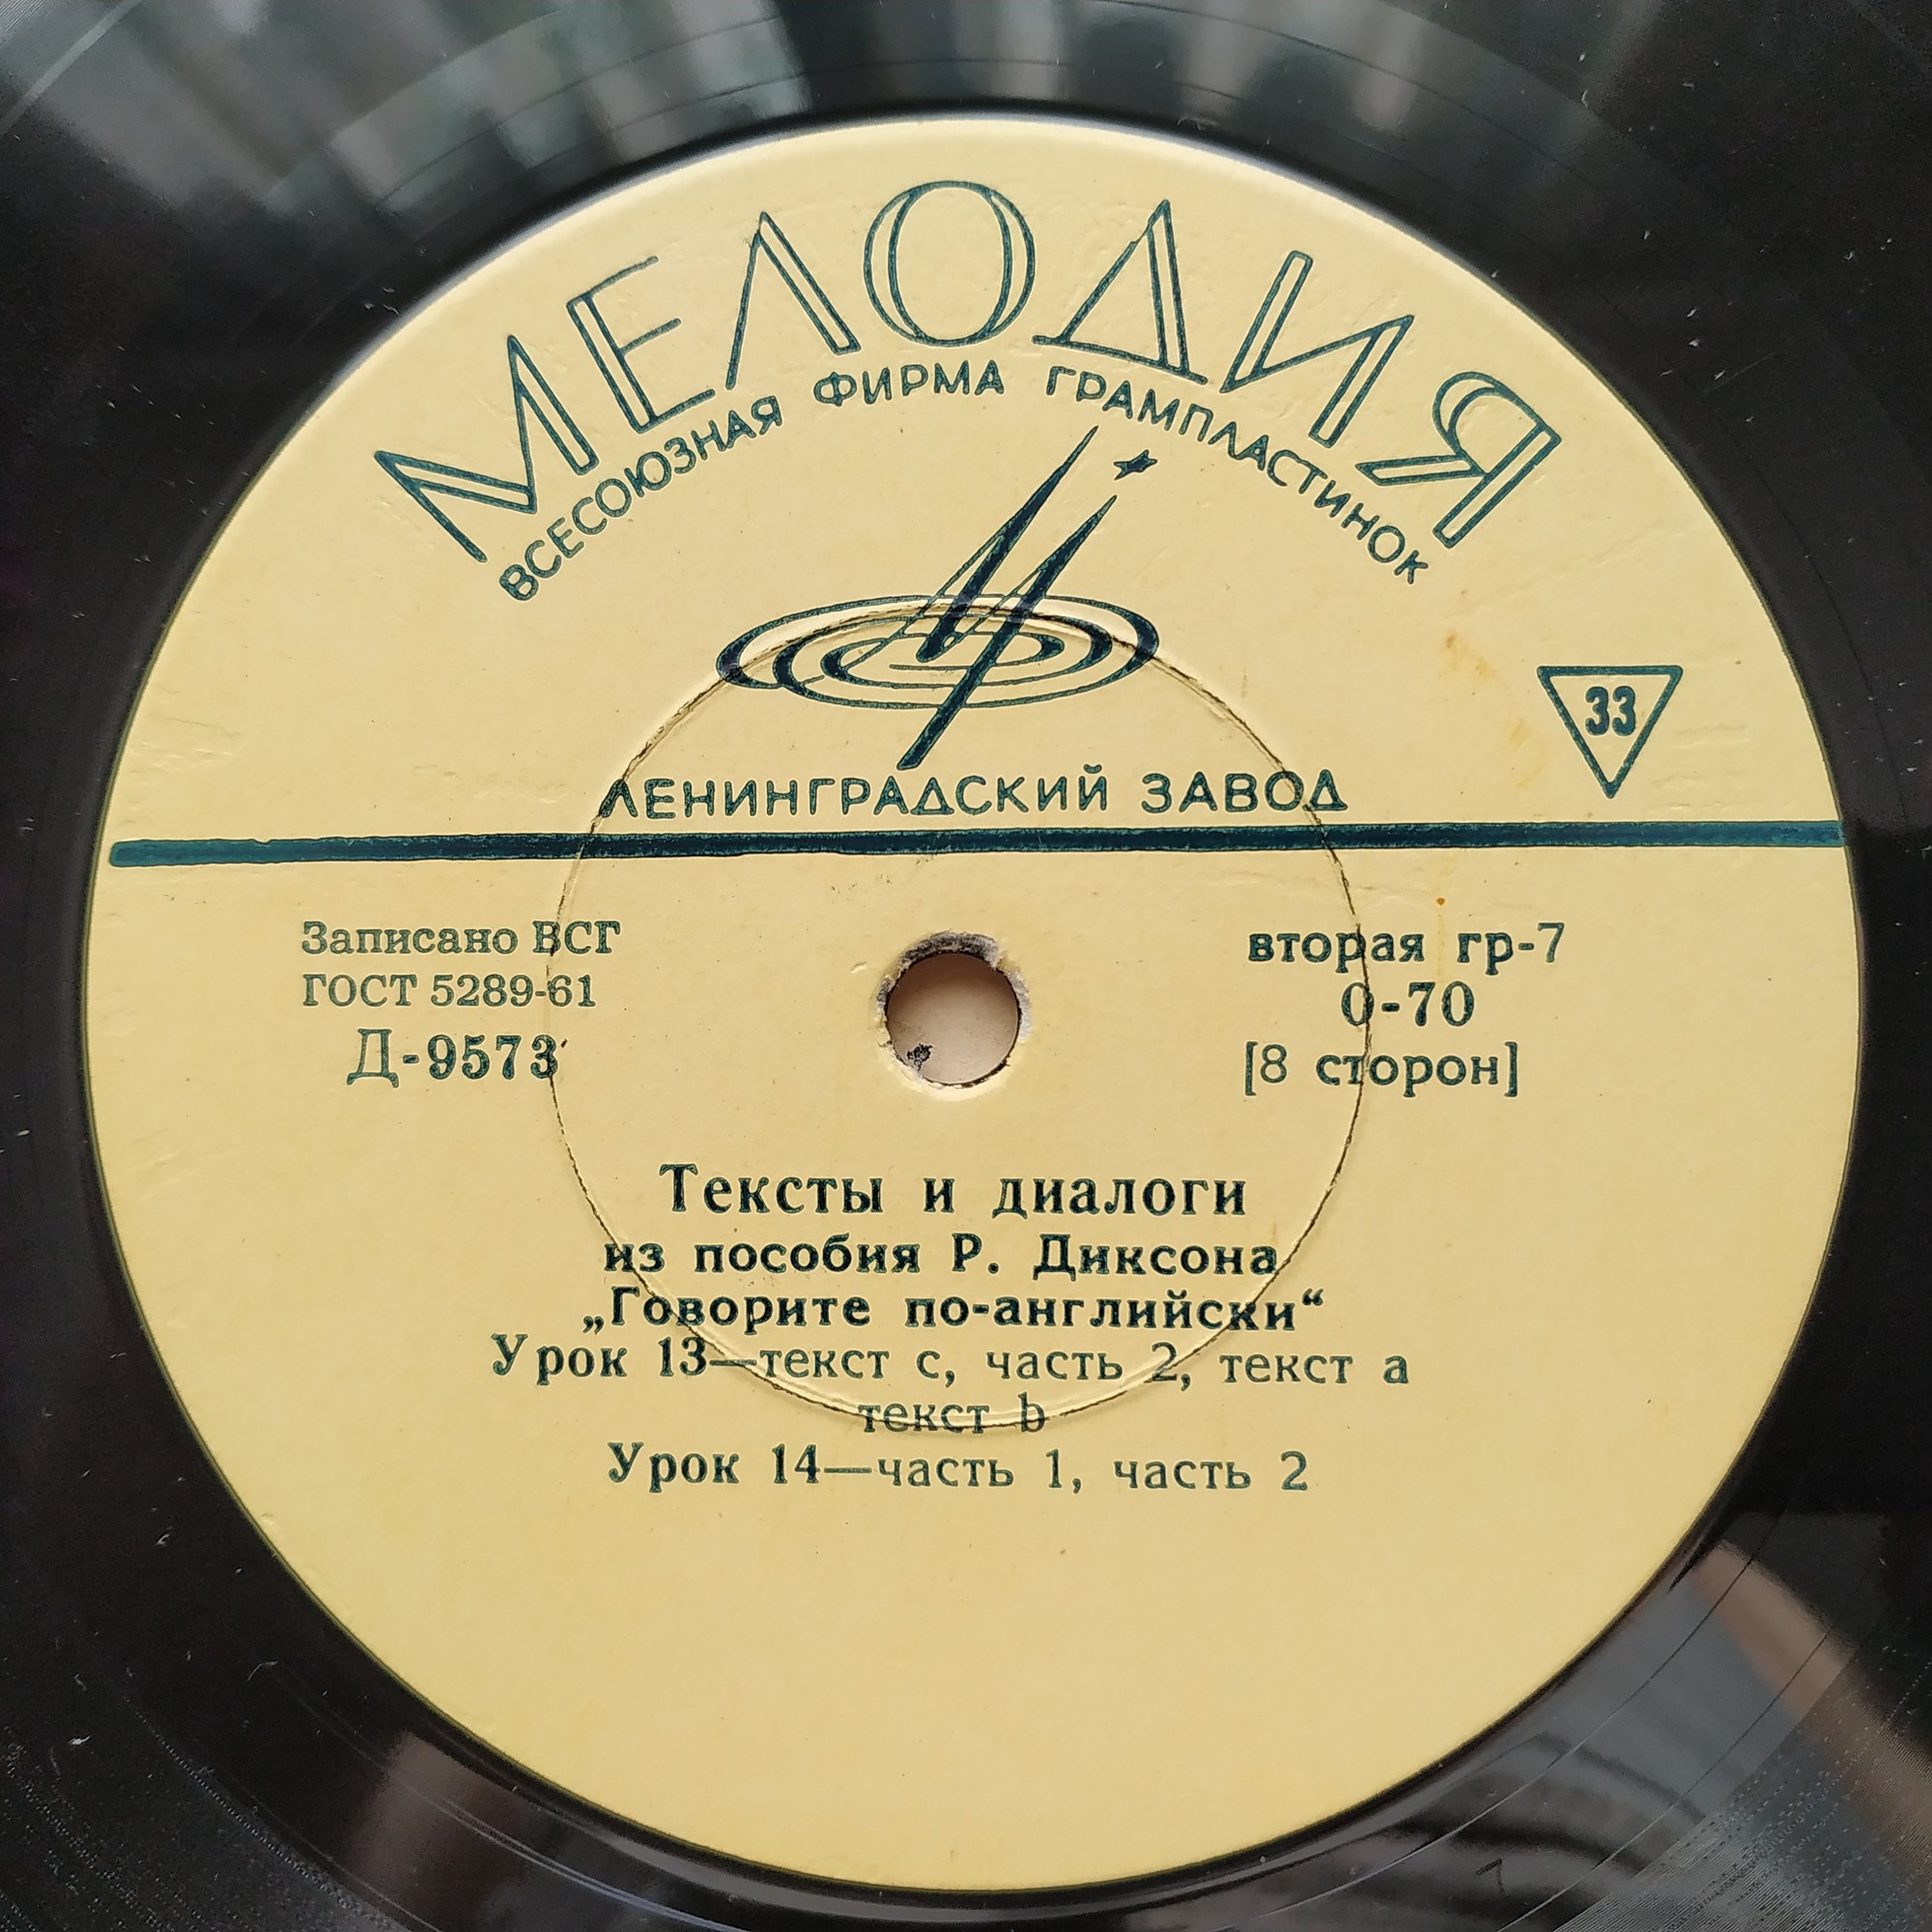 МЕЛОДИЯ
ВСЕСОЮЗНАЯ ФИРМА ГРАМПЛАСТИНОК
33
ЛЕНИНГРАДСКИЙ ЗАВОД
Записано ВСГ
ГОСТ 5289-61
Д-9573
вторая гр-7
0-70
[8 сторон]
Тексты и диалоги
из пособия Р. Диксона
„Говорите по-английски“
Урок 13—текст c, часть 2, текст a
текст b
Урок 14—часть 1, часть 2